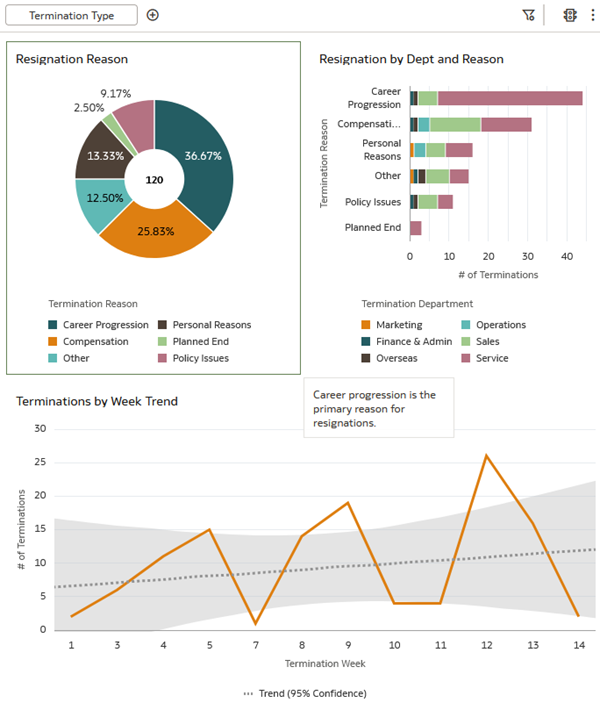 Termination Type
Resignation Reason
9.17%
2.50%
13.33%
36.67%
120
12.50%
25.83%
Termination Reason
Career Progression
Personal Reasons
Compensation
Planned End
Other
Policy Issues
Resignation by Dept and Reason
Termination Reason
Career
Progression
Compensati...
Personal
Reasons
Other
Policy Issues
Planned End
0 10 20 30 40
# of Terminations
Termination Department
Marketing
Operations
Finance & Admin
Sales
Overseas
Service
Career progression is the
primary reason for
resignations.
Terminations by Week Trend
# of Terminations
30
25
20
15
10
5
0
1 3 4 5 7 8 9 10 11 12 13 14
Termination Week
Trend (95% Confidence)